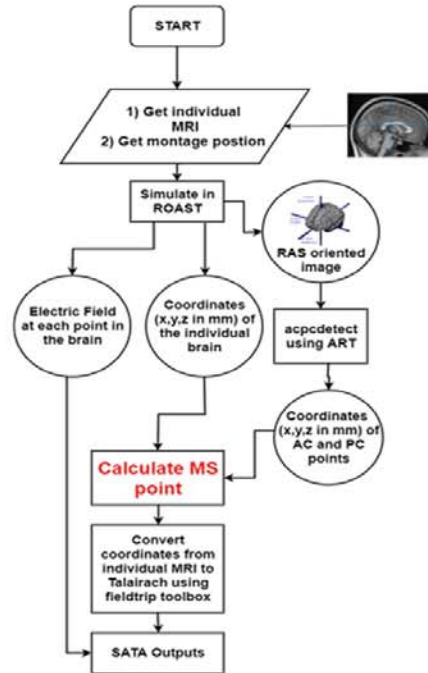 START
1) Get individual
MRI
2) Get montage postion
Simulate in
ROAST
RAS oriented
image
Electric Field
at each point in
the brain
Coordinates
(x,y,z in mm) of
the individual
brain
acpcdetect
using ART
Coordinates
(x,y,z in mm) of
AC and PC
points
Calculate MS
point
Convert
coordinates from
individual MRI to
Talairach using
fieldtrip toolbox
SATA Outputs